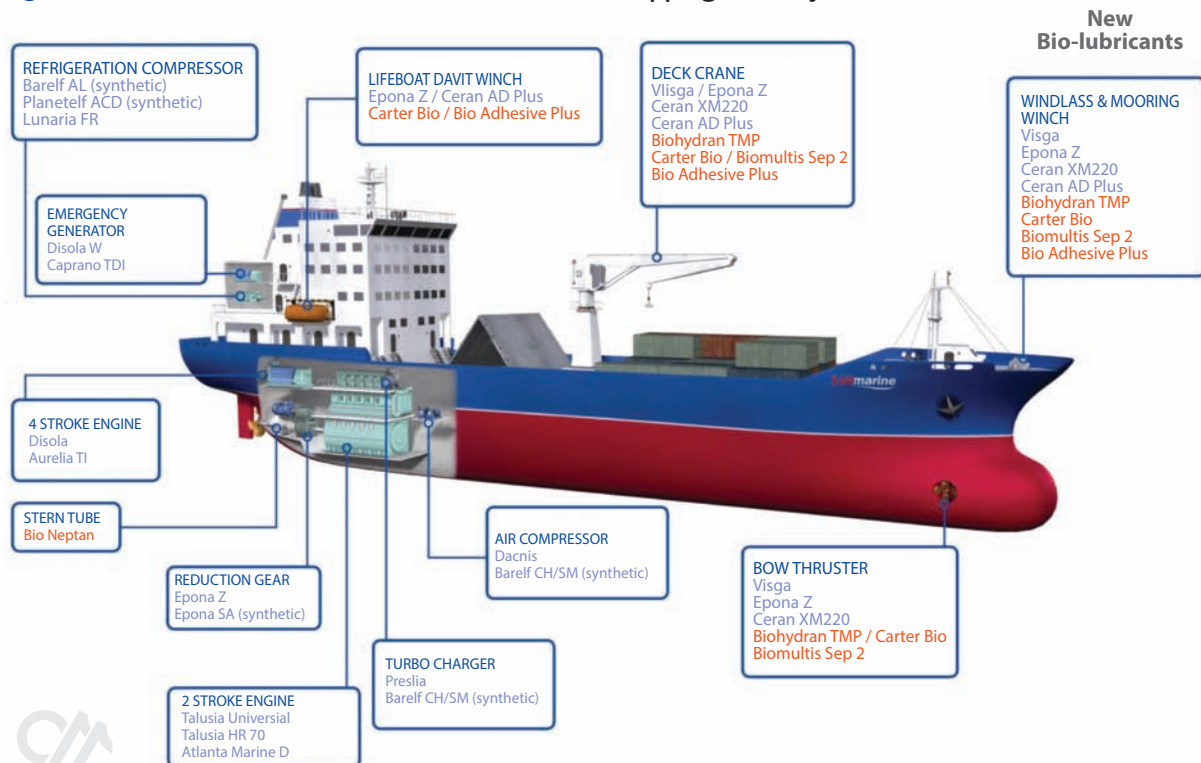 New
Bio-lubricants
REFRIGERATION COMPRESSOR
Barelf AL (synthetic)
Planetelf ACD (synthetic)
Lunaria FR
LIFEBOAT DAVIT WINCH
Epona Z / Ceran AD Plus
Carter Bio / Bio Adhesive Plus
DECK CRANE
Vlisga / Epona Z
Ceran XM220
Ceran AD Plus
Biohydran TMP
Carter Bio / Biomultis Sep 2
Bio Adhesive Plus
WINDLASS & MOORING
WINCH
Visga
Epona Z
Ceran XM220
Ceran AD Plus
Biohydran TMP
Carter Bio
Biomultis Sep 2
Bio Adhesive Plus
EMERGENCY
GENERATOR
Disola W
Caprano TDI
marine
4 STROKE ENGINE
Disola
Aurelia TI
STERN TUBE
Bio Neptan
REDUCTION GEAR
Epona Z
Epona SA (synthetic)
AIR COMPRESSOR
Dacnis
Barelf CH/SM (synthetic)
BOW THRUSTER
Visga
Epona Z
Ceran XM220
Biohydran TMP / Carter Bio
Biomultis Sep 2
TURBO CHARGER
Preslia
Barelf CH/SM (synthetic)
2 STROKE ENGINE
Talusia Universial
Talusia HR 70
Atlanta Marine D